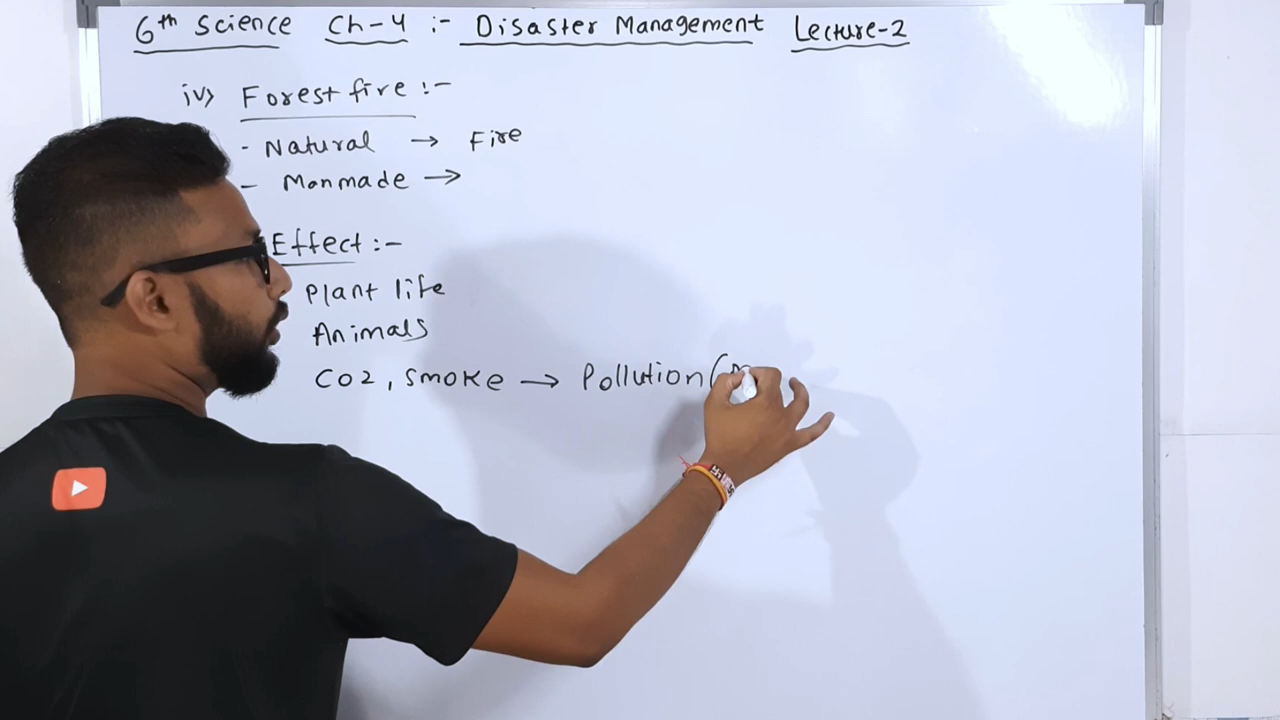 6th Science Ch-4 :- Disaster Management Lecture-2
iv) Forest fire :-
- Natural → Fire
- Manmade →
Effect :-
Plant life
Animals
CO2, Smoke → Pollution (